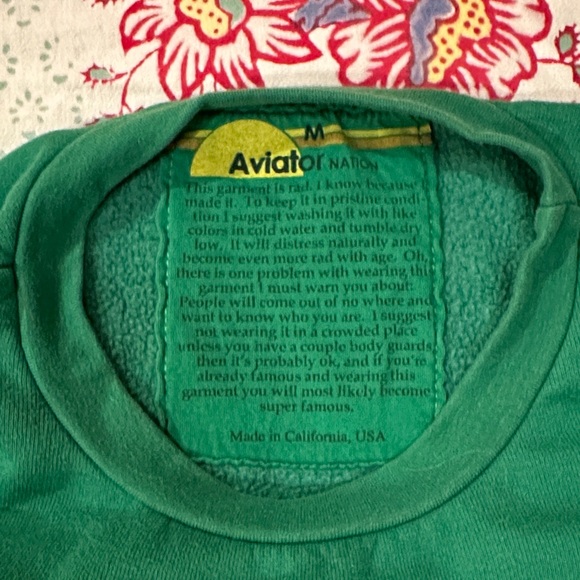 M
Aviator NATION
This garment is rad. I know because I
made it. To keep it in pristine condi-
tion I suggest washing it with like
colors in cold water and tumble dry
low. It will distress naturally and
become even more rad with age. Oh,
there is one problem with wearing this
garment I must warn you about:
People will come out of no where and
want to know who you are. I suggest
not wearing it in a crowded place
unless you have a couple body guards,
then it's probably ok, and if you're
already famous and wearing this
garment you will most likely become
super famous.
Made in California, USA